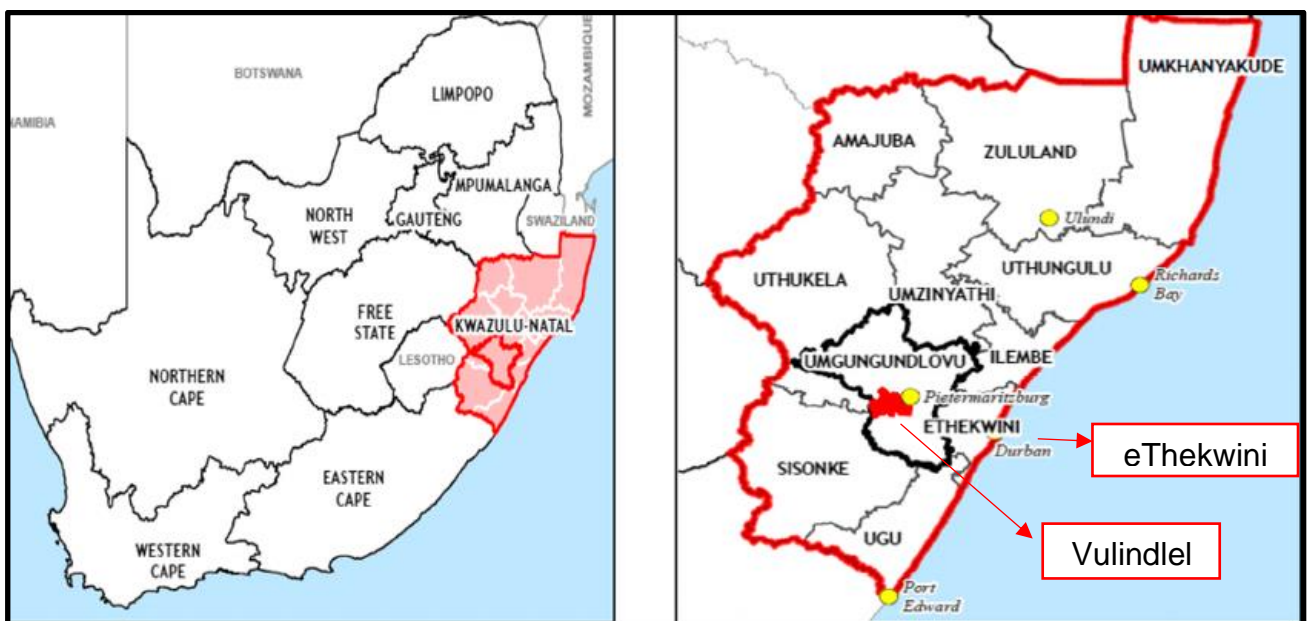 BOTSWANA
MOZAMBIQUE
AMIBIA
LIMPOPO
MPUMALANGA
NORTH
WEST
GAUTENG
SWAZILAND
FREE
STATE
KWAZULU-NATAL
LESOTHO
NORTHERN
CAPE
EASTERN
CAPE
WESTERN
CAPE
UMKHANYAKUDE
AMAJUBA
ZULULAND
Ulundi
UTHUKELA
UTHUNGULU
Richards
Bay
UMZINYATHI
UMGUNGUNDLOVU
ILEMBE
Pietermaritzburg
ETHEKWINI
Durban
eThekwini
SISONKE
Vulindlel
UGU
Port
Edward